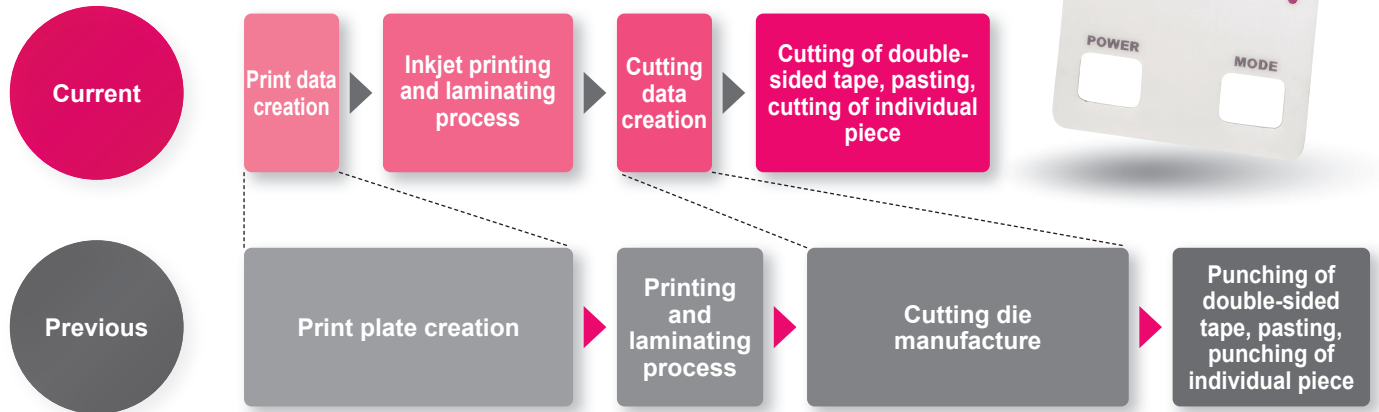 Current
Print data
creation
Inkjet printing
and laminating
process
Cutting
data
creation
Cutting of double-
sided tape, pasting,
cutting of individual
piece
POWER
MODE
Previous
Print plate creation
Printing
and
laminating
process
Cutting die
manufacture
Punching of
double-sided
tape, pasting,
punching of
individual piece